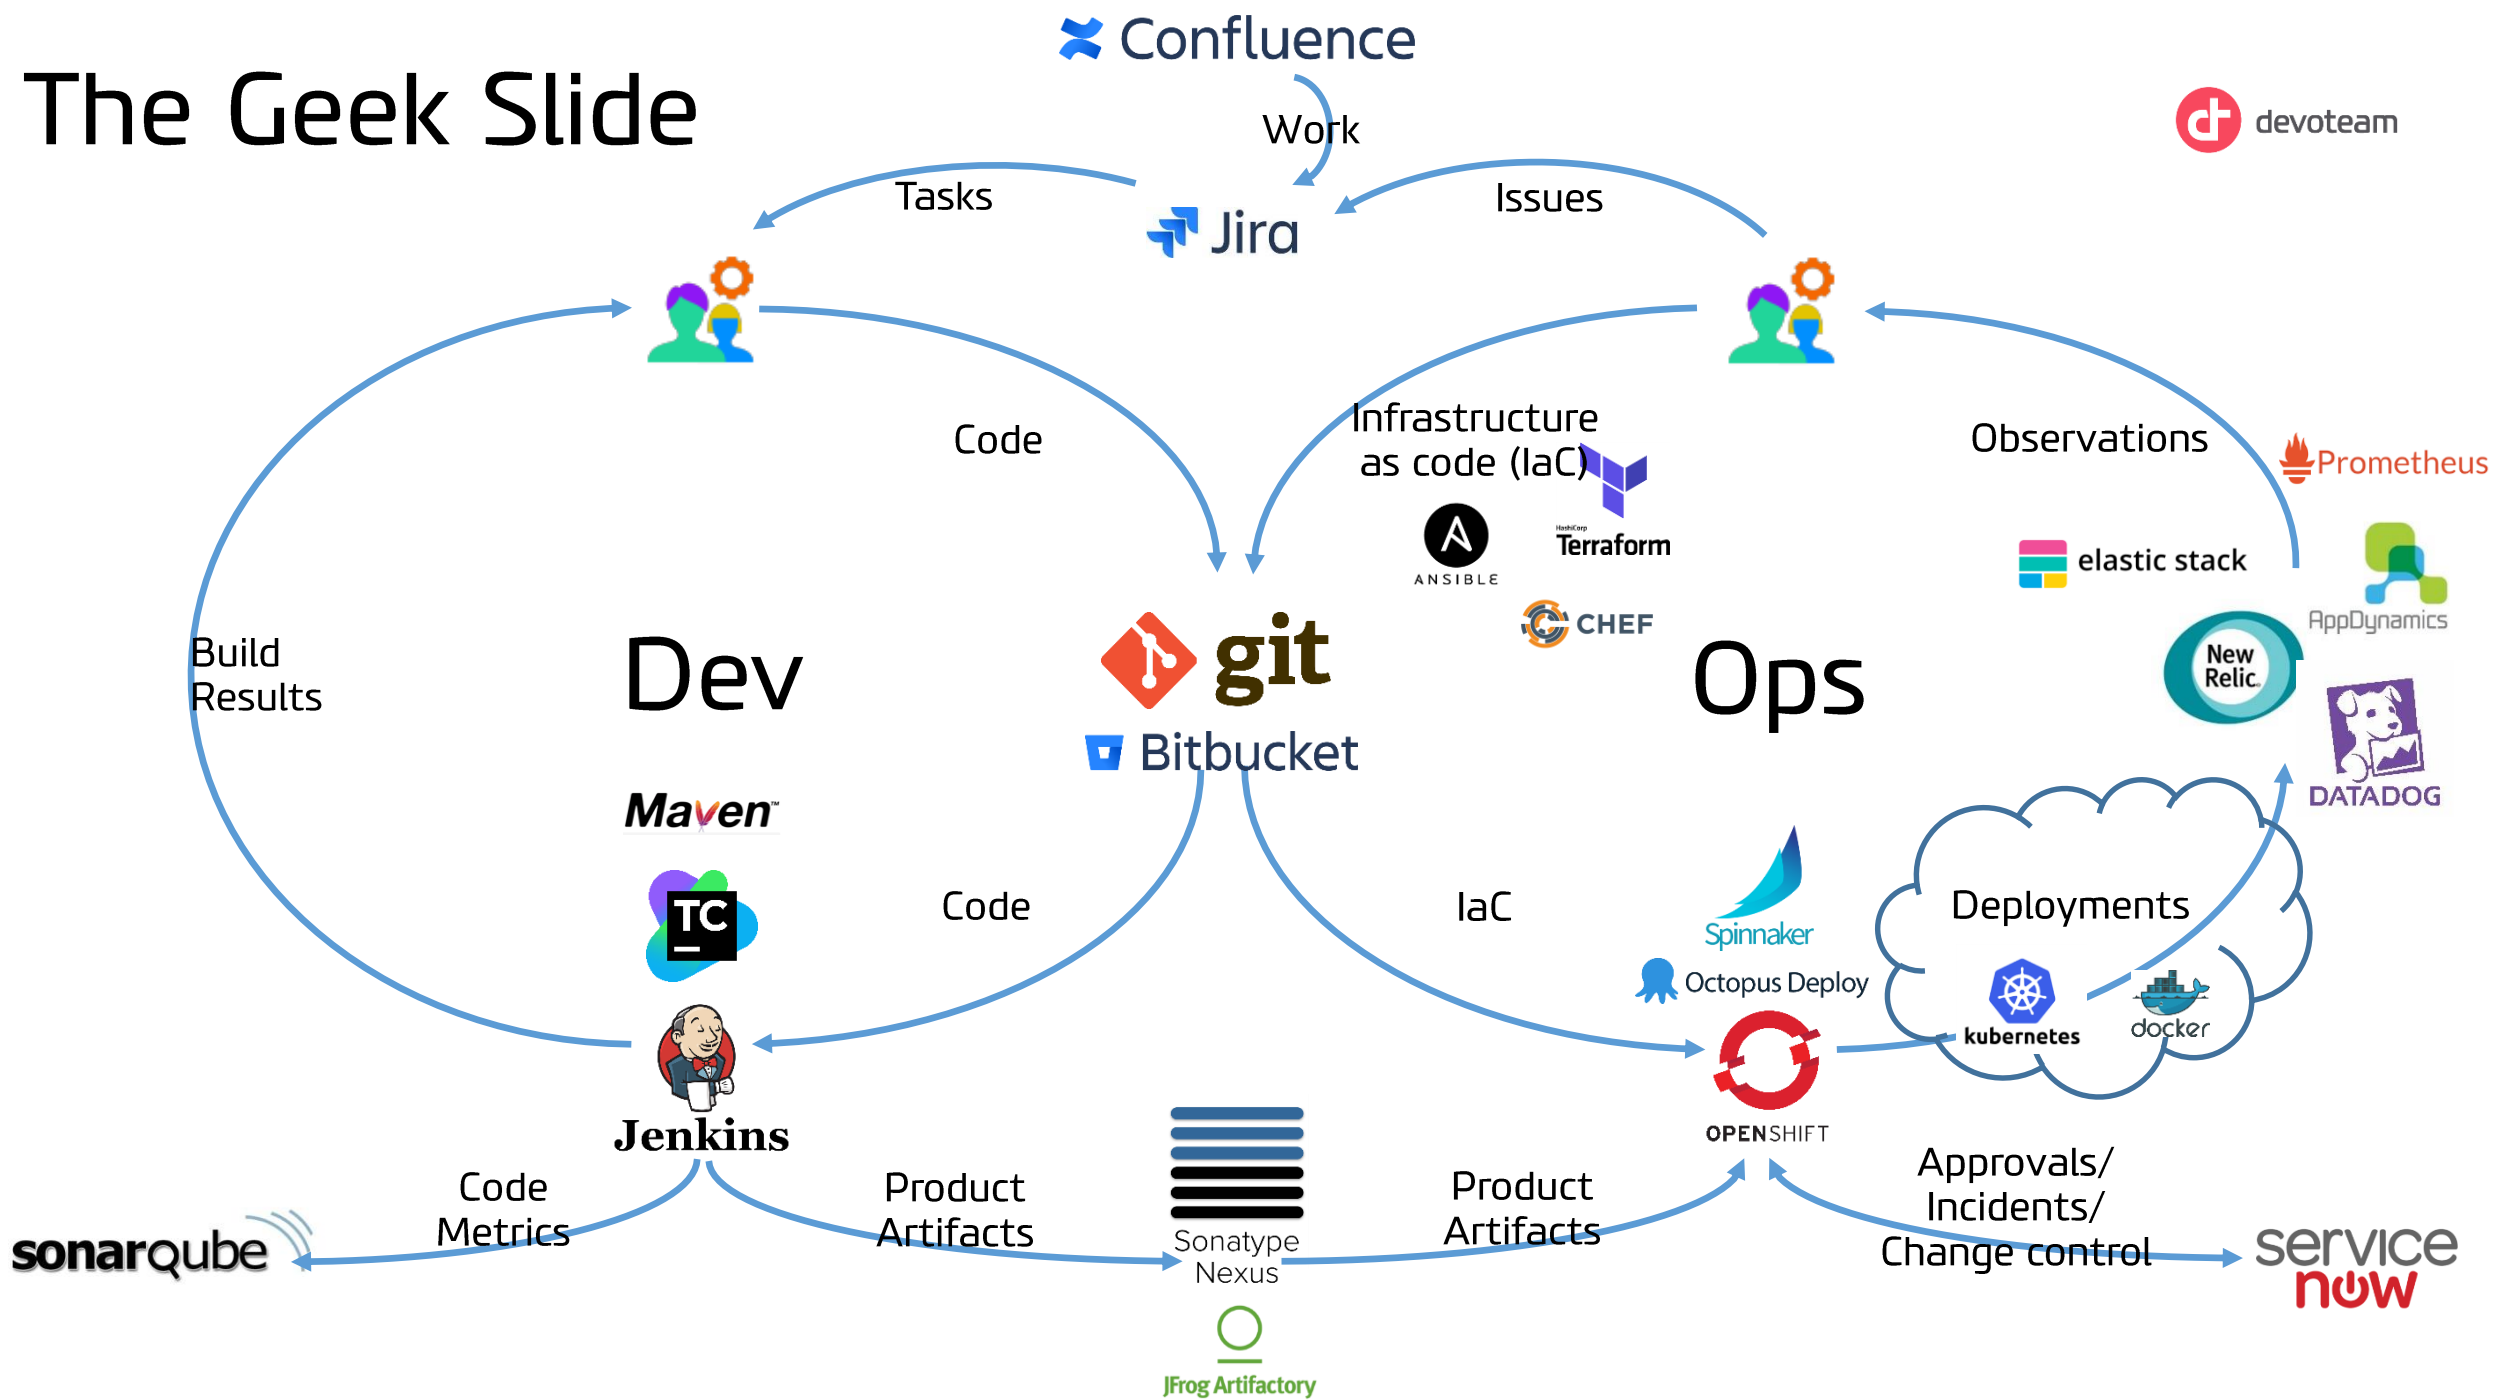 Confluence
The Geek Slide
devoteam
Work
Tasks
Issues
Jira
Code
Infrastructure
as code (IaC)
Observations
Prometheus
HashiCorp
Terraform
ANSIBLE
elastic stack
AppDynamics
CHEF
Build
Results
Dev
git
Ops
New
Relic.
Bitbucket
DATADOG
Maven™
TC
Code
IaC
Spinnaker
Deployments
Octopus Deploy
kubernetes
docker
Jenkins
OPENSHIFT
Code
Metrics
Product
Artifacts
Product
Artifacts
Approvals/
Incidents/
Change control
sonarqube
Sonatype
Nexus
service
now
JFrog Artifactory